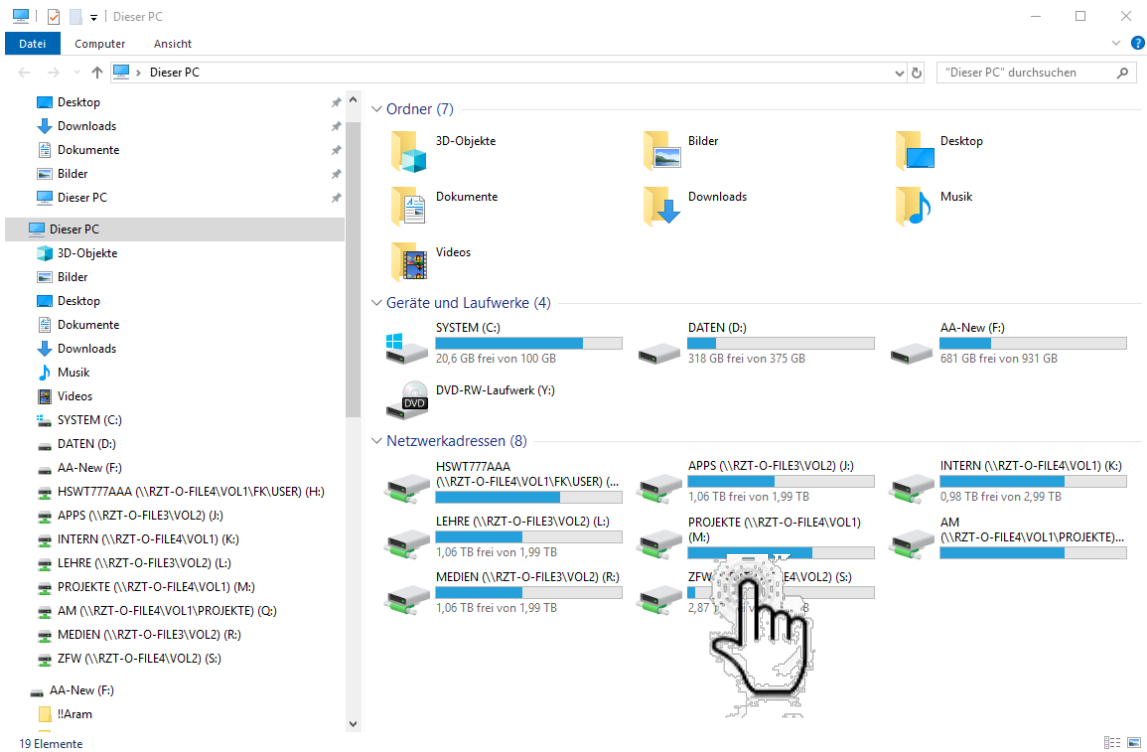 Dieser PC
Datei Computer Ansicht
Dieser PC "Dieser PC" durchsuchen
Desktop
Downloads
Dokumente
Bilder
Dieser PC
Dieser PC
3D-Objekte
Bilder
Desktop
Dokumente
Downloads
Musik
Videos
SYSTEM (C:)
DATEN (D:)
AA-New (F:)
HSWT777AAA (\\RZT-O-FILE4\VOL1\FK\USER) (H:)
APPS (\\RZT-O-FILE3\VOL2) (J:)
INTERN (\\RZT-O-FILE4\VOL1) (K:)
LEHRE (\\RZT-O-FILE3\VOL2) (L:)
PROJEKTE (\\RZT-O-FILE4\VOL1) (M:)
AM (\\RZT-O-FILE4\VOL1\PROJEKTE) (Q:)
MEDIEN (\\RZT-O-FILE3\VOL2) (R:)
ZFW (\\RZT-O-FILE4\VOL2) (S:)
AA-New (F:)
!!Aram
Ordner (7)
3D-Objekte Bilder Desktop
Dokumente Downloads Musik
Videos
Geräte und Laufwerke (4)
SYSTEM (C:) DATEN (D:) AA-New (F:)
20,6 GB frei von 100 GB 318 GB frei von 375 GB 681 GB frei von 931 GB
DVD-RW-Laufwerk (Y:)
DVD
Netzwerkadressen (8)
HSWT777AAA
(\\RZT-O-FILE4\VOL1\FK\USER) (...
APPS (\\RZT-O-FILE3\VOL2) (J:)
1,06 TB frei von 1,99 TB
INTERN (\\RZT-O-FILE4\VOL1) (K:)
0,98 TB frei von 2,99 TB
LEHRE (\\RZT-O-FILE3\VOL2) (L:)
1,06 TB frei von 1,99 TB
PROJEKTE (\\RZT-O-FILE4\VOL1)
(M:)
AM
(\\RZT-O-FILE4\VOL1\PROJEKTE)...
MEDIEN (\\RZT-O-FILE3\VOL2) (R:)
1,06 TB frei von 1,99 TB
ZFW E4\VOL2) (S:)
2,87
19 Elemente